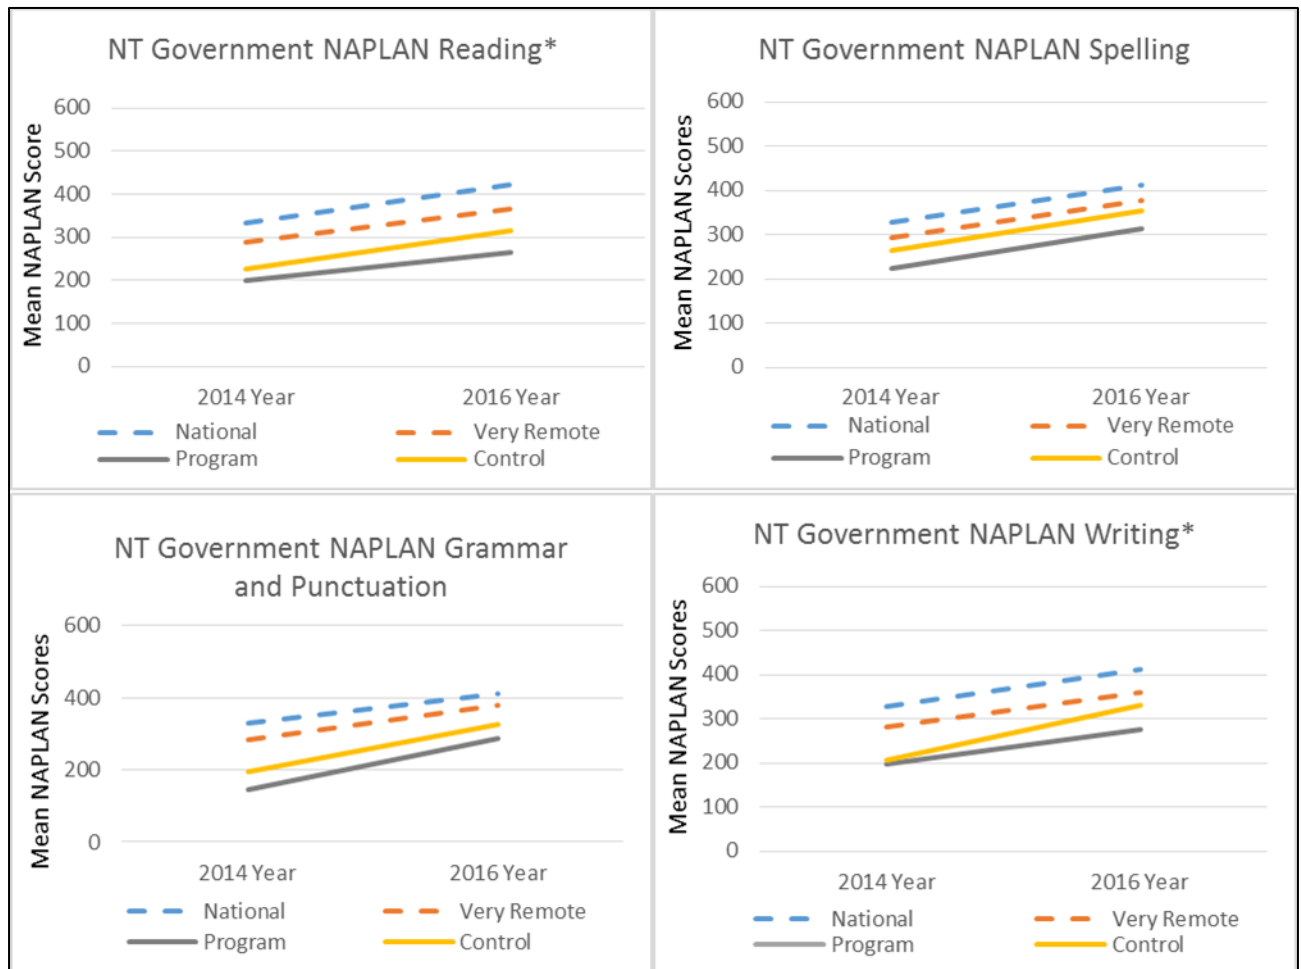 NT Government NAPLAN Reading*
Mean NAPLAN Score
600
500
400
300
200
100
0
2014 Year 2016 Year
National Very Remote
Program Control
NT Government NAPLAN Spelling
Mean NAPLAN Scores
600
500
400
300
200
100
0
2014 Year 2016 Year
National Very Remote
Program Control
NT Government NAPLAN Grammar
and Punctuation
Mean NAPLAN Scores
600
400
200
0
2014 Year 2016 Year
National Very Remote
Program Control
NT Government NAPLAN Writing*
Mean NAPLAN Scores
600
500
400
300
200
100
0
2014 Year 2016 Year
National Very Remote
Program Control